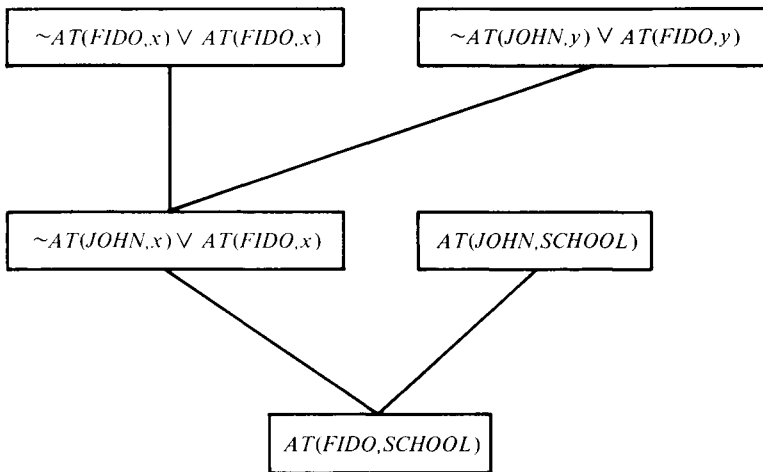 ~AT(FIDO,x) ∨ AT(FIDO,x)
~AT(JOHN,y) ∨ AT(FIDO,y)
~AT(JOHN,x) ∨ AT(FIDO,x)
AT(JOHN,SCHOOL)
AT(FIDO,SCHOOL)